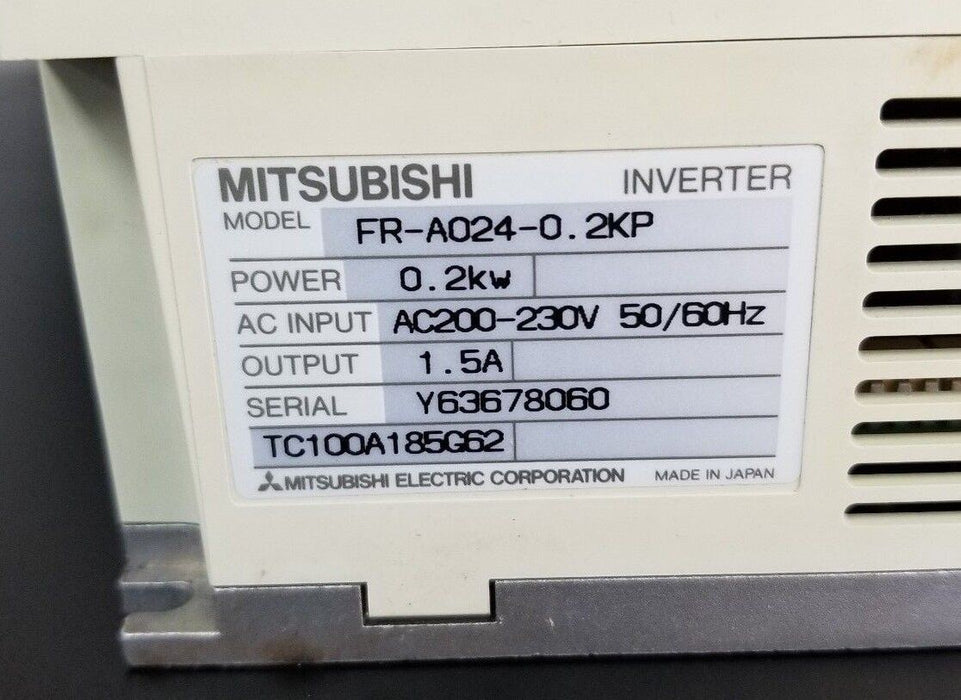 MITSUBISHI INVERTER
MODEL FR-A024-0.2KP
POWER 0.2kw
AC INPUT AC200-230V 50/60Hz
OUTPUT 1.5A
SERIAL Y63678060
TC100A185G62
MITSUBISHI ELECTRIC CORPORATION MADE IN JAPAN